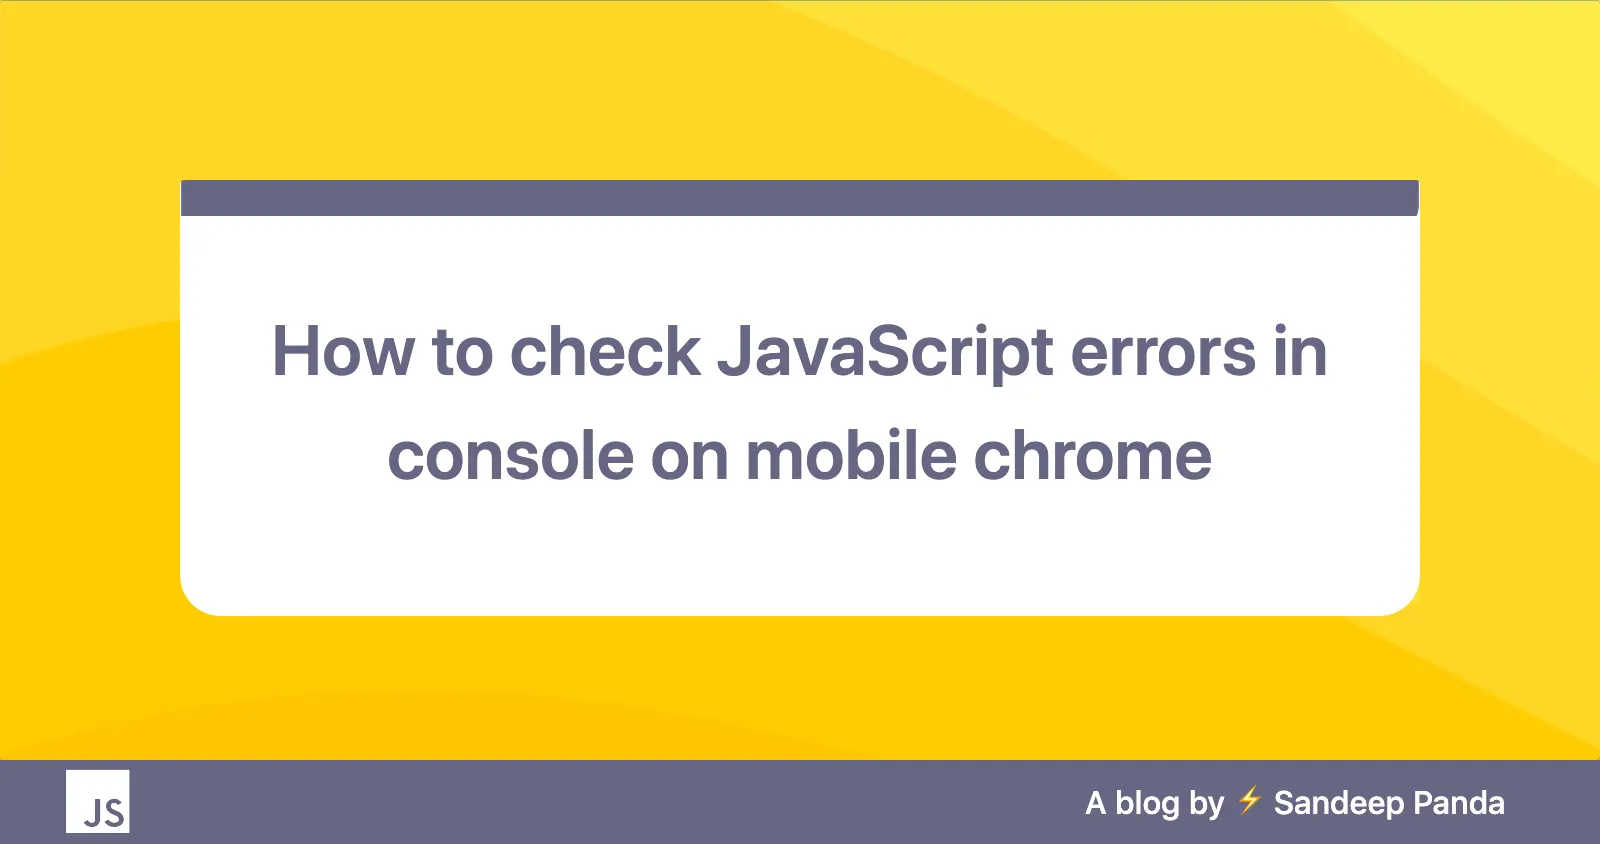 How to check JavaScript errors in
console on mobile chrome
JS
A blog by ⚡ Sandeep Panda